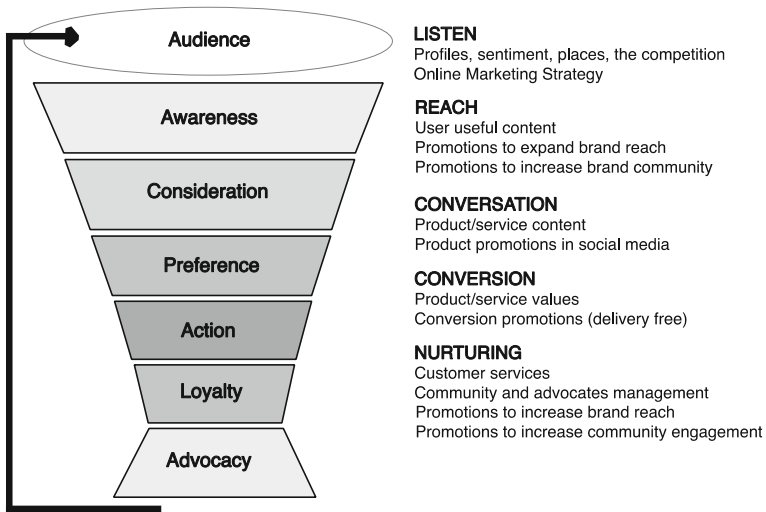 Audience
Awareness
Consideration
Preference
Action
Loyalty
Advocacy
LISTEN
Profiles, sentiment, places, the competition
Online Marketing Strategy
REACH
User useful content
Promotions to expand brand reach
Promotions to increase brand community
CONVERSATION
Product/service content
Product promotions in social media
CONVERSION
Product/service values
Conversion promotions (delivery free)
NURTURING
Customer services
Community and advocates management
Promotions to increase brand reach
Promotions to increase community engagement